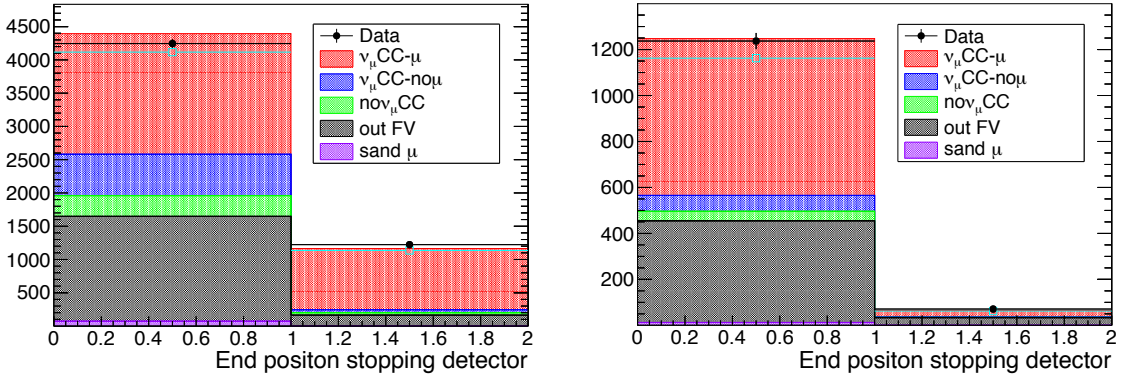 4500
4000
3500
3000
2500
2000
1500
1000
500
0 0.2 0.4 0.6 0.8 1 1.2 1.4 1.6 1.8 2
End positon stopping detector
Data
νμCC-μ
νμCC-noμ
noνμCC
out FV
sand μ
1200
1000
800
600
400
200
0 0.2 0.4 0.6 0.8 1 1.2 1.4 1.6 1.8 2
End positon stopping detector
Data
νμCC-μ
νμCC-noμ
noνμCC
out FV
sand μ